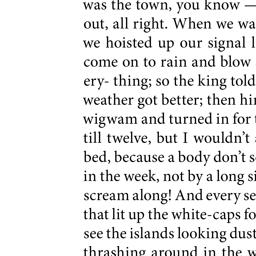 was the town, you know —
out, all right. When we wa
we hoisted up our signal l
come on to rain and blow
ery- thing; so the king told
weather got better; then hi
wigwam and turned in for
till twelve, but I wouldn’t
bed, because a body don’t s
in the week, not by a long si
scream along! And every se
that lit up the white-caps fo
see the islands looking dust
thrashing around in the w